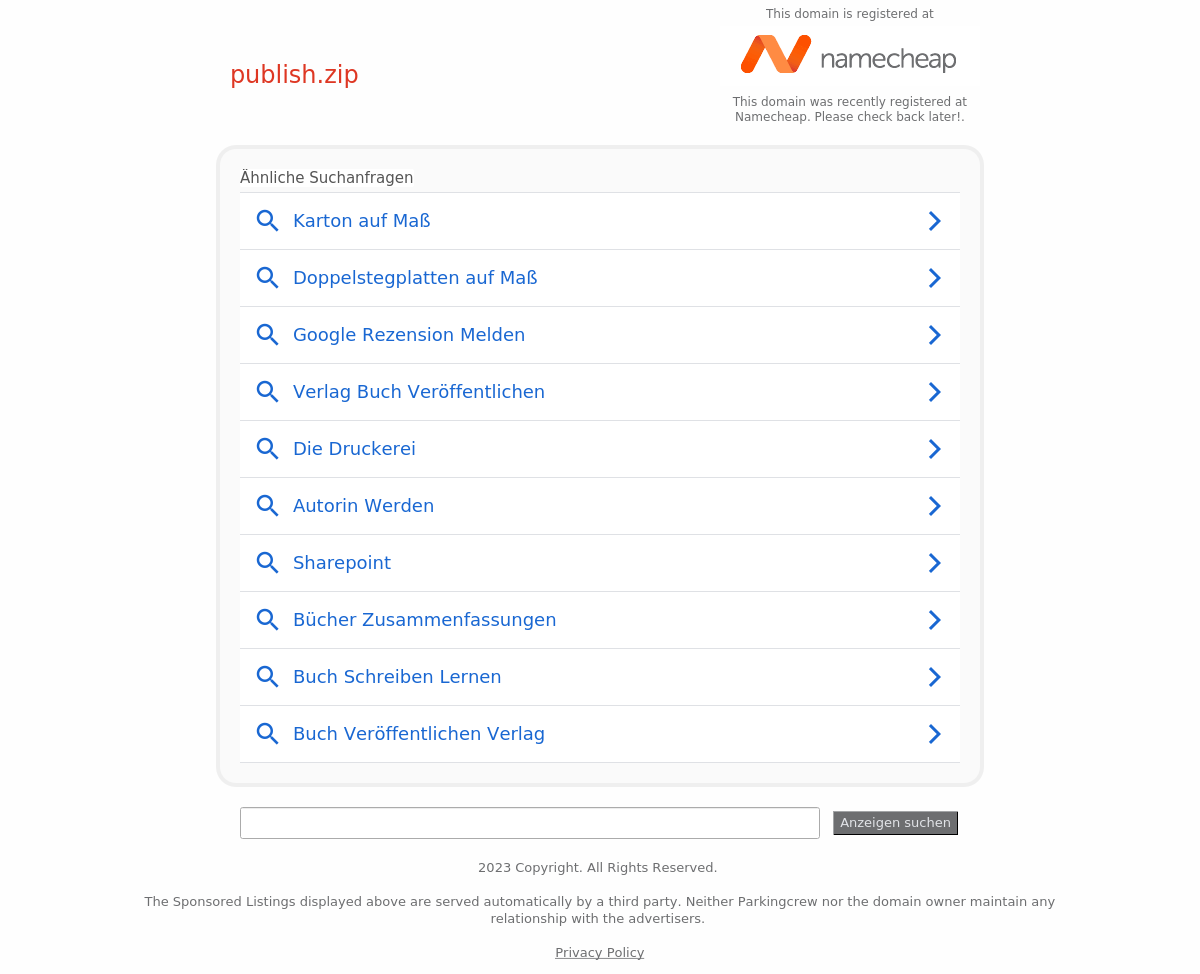 This domain is registered at
namecheap
publish.zip
This domain was recently registered at
Namecheap. Please check back later!.
Ähnliche Suchanfragen
Karton auf Maß
Doppelstegplatten auf Maß
Google Rezension Melden
Verlag Buch Veröffentlichen
Die Druckerei
Autorin Werden
Sharepoint
Bücher Zusammenfassungen
Buch Schreiben Lernen
Buch Veröffentlichen Verlag
Anzeigen suchen
2023 Copyright. All Rights Reserved.
The Sponsored Listings displayed above are served automatically by a third party. Neither Parkingcrew nor the domain owner maintain any
relationship with the advertisers.
Privacy Policy